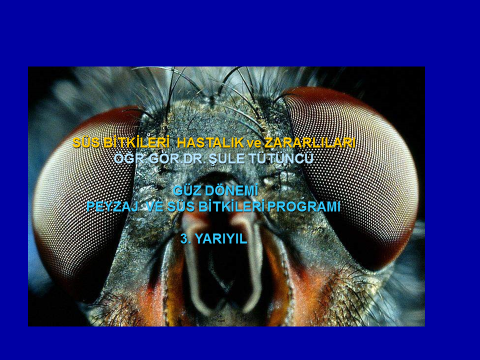 SÜS BİTKİLERİ HASTALIK ve ZARARLILARI
ÖĞR.GÖR.DR. ŞULE TÜTÜNCÜ
GÜZ DÖNEMİ
PEYZAJ VE SÜS BİTKİLERİ PROGRAMI
3. YARIYIL